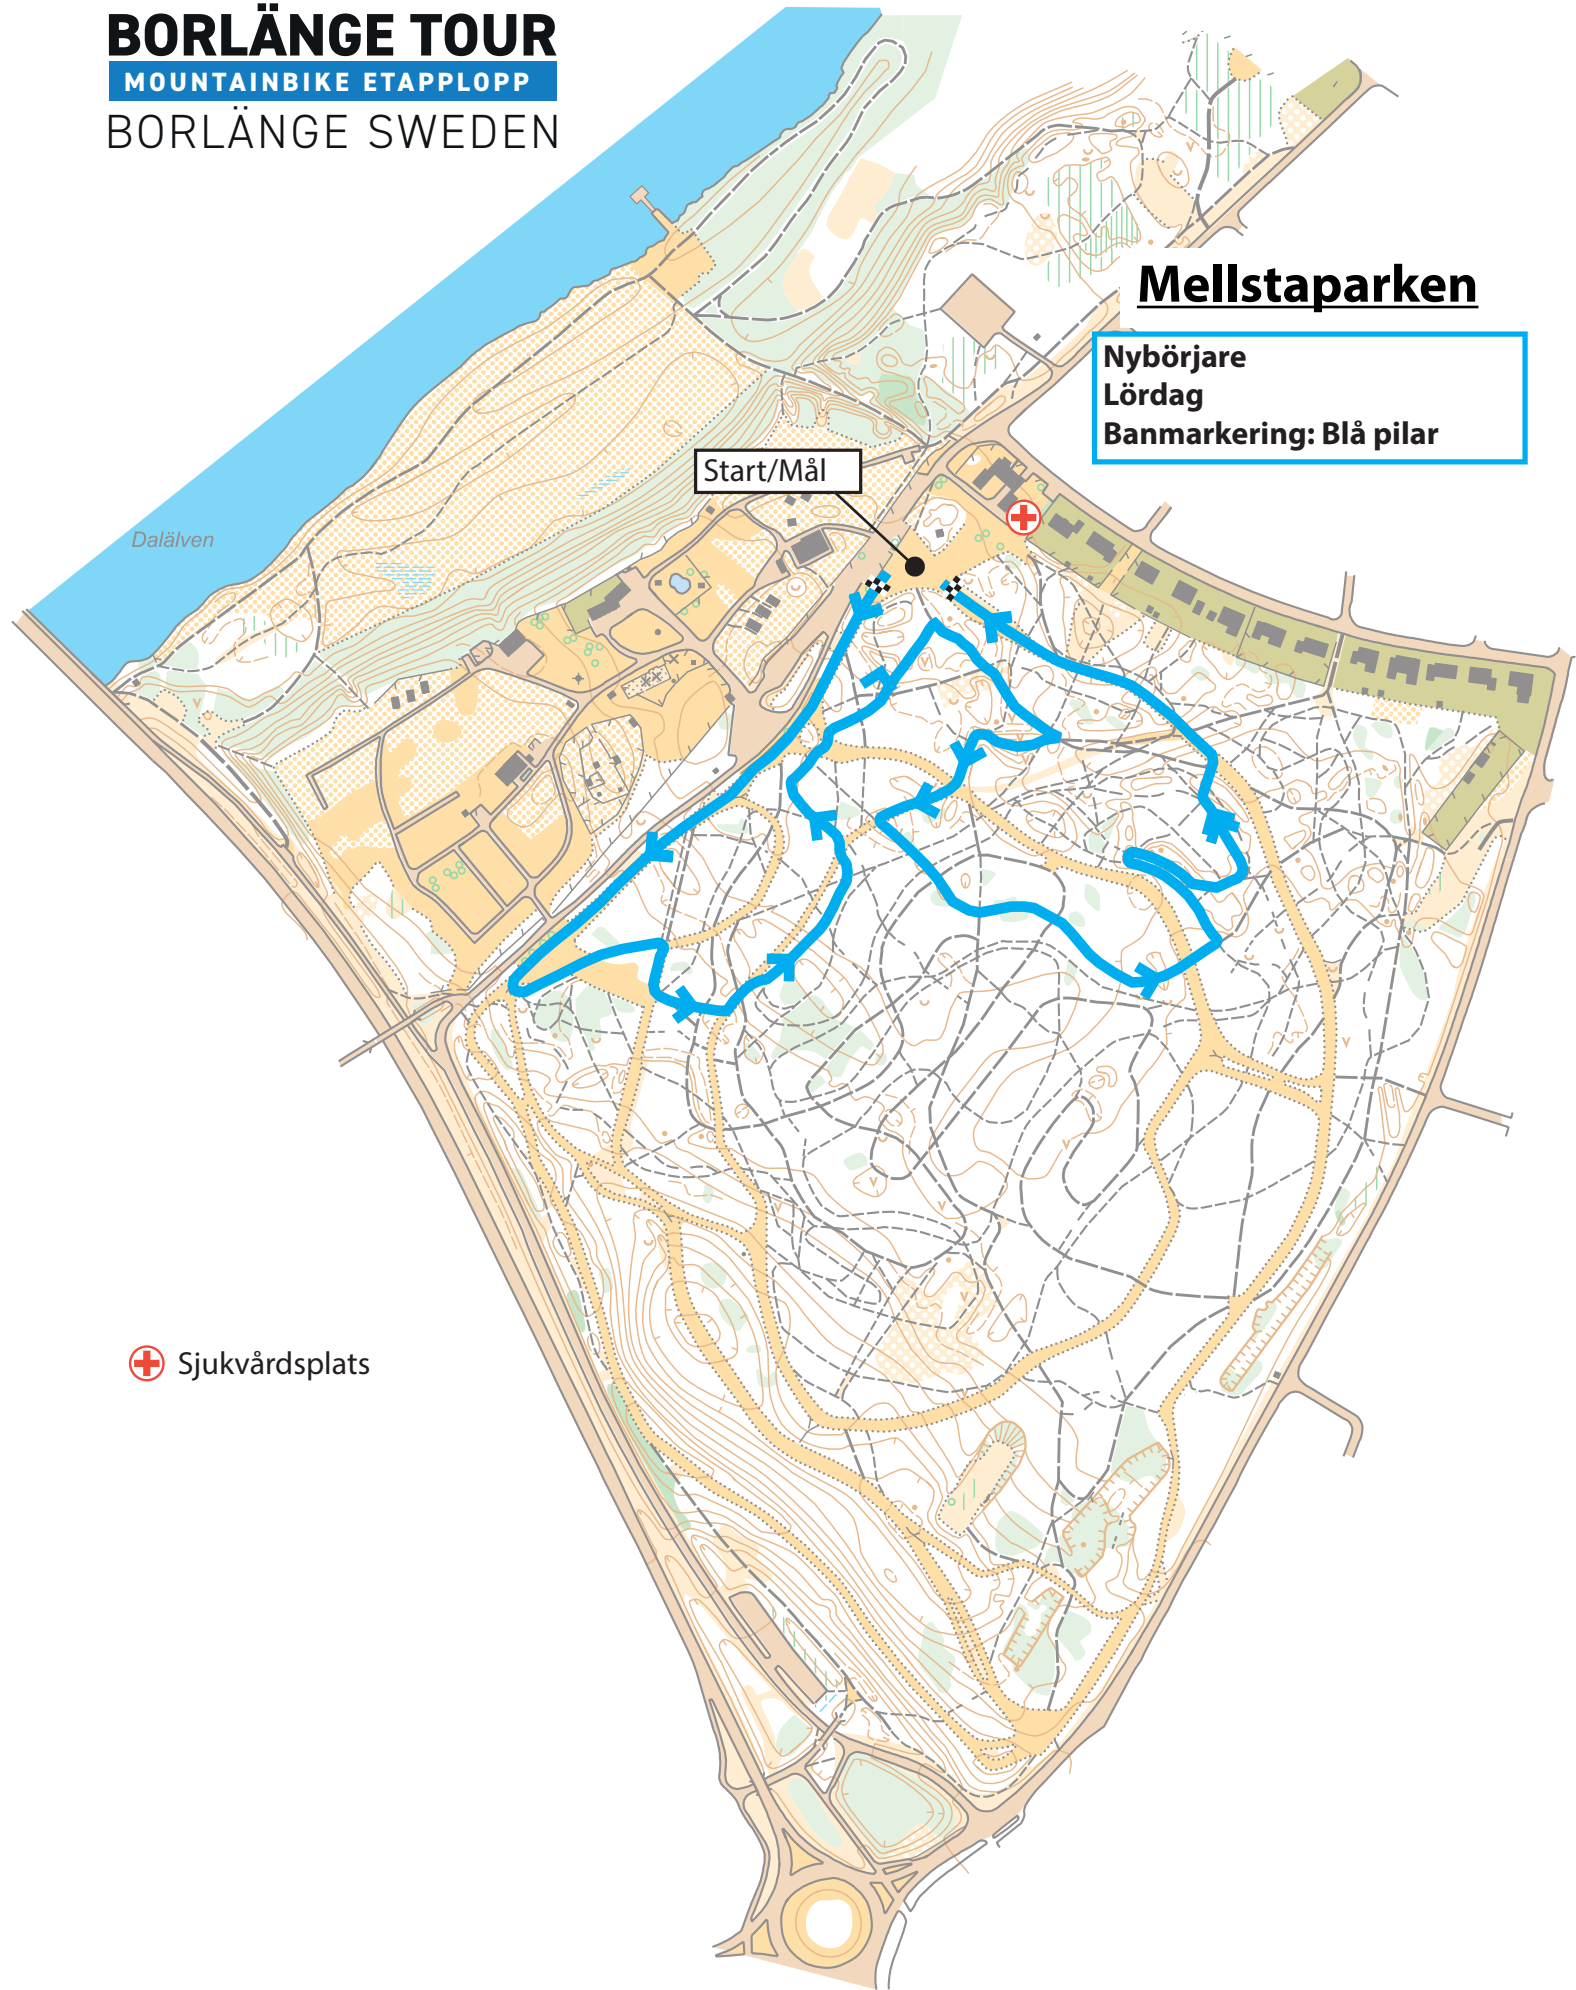 BORLÄNGE TOUR
MOUNTAINBIKE ETAPPLOPP
BORLÄNGE SWEDEN
Mellstaparken
Nybörjare
Lördag
Banmarkering: Blå pilar
Start/Mål
Dalälven
Sjukvårdsplats